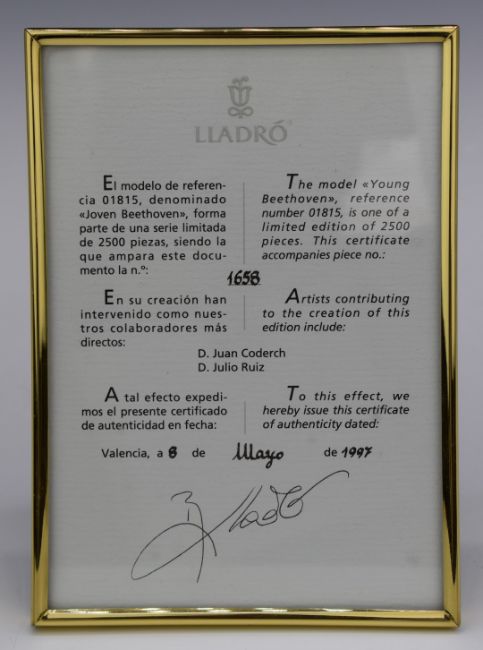 LLADRÓ®
El modelo de referen-
cia 01815, denominado
«Joven Beethoven», forma
parte de una serie limitada
de 2500 piezas, siendo la
que ampara este docu-
mento la n.º:
The model «Young
Beethoven», reference
number 01815, is one of a
limited edition of 2500
pieces. This certificate
accompanies piece no.:
1658
En su creación han
intervenido como nues-
tros colaboradores más
directos:
Artists contributing
to the creation of this
edition include:
D. Juan Coderch
D. Julio Ruiz
A tal efecto expedi-
mos el presente certificado
de autenticidad en fecha:
To this effect, we
hereby issue this certificate
of authenticity dated:
Valencia, a 8 de Mayo de 1997